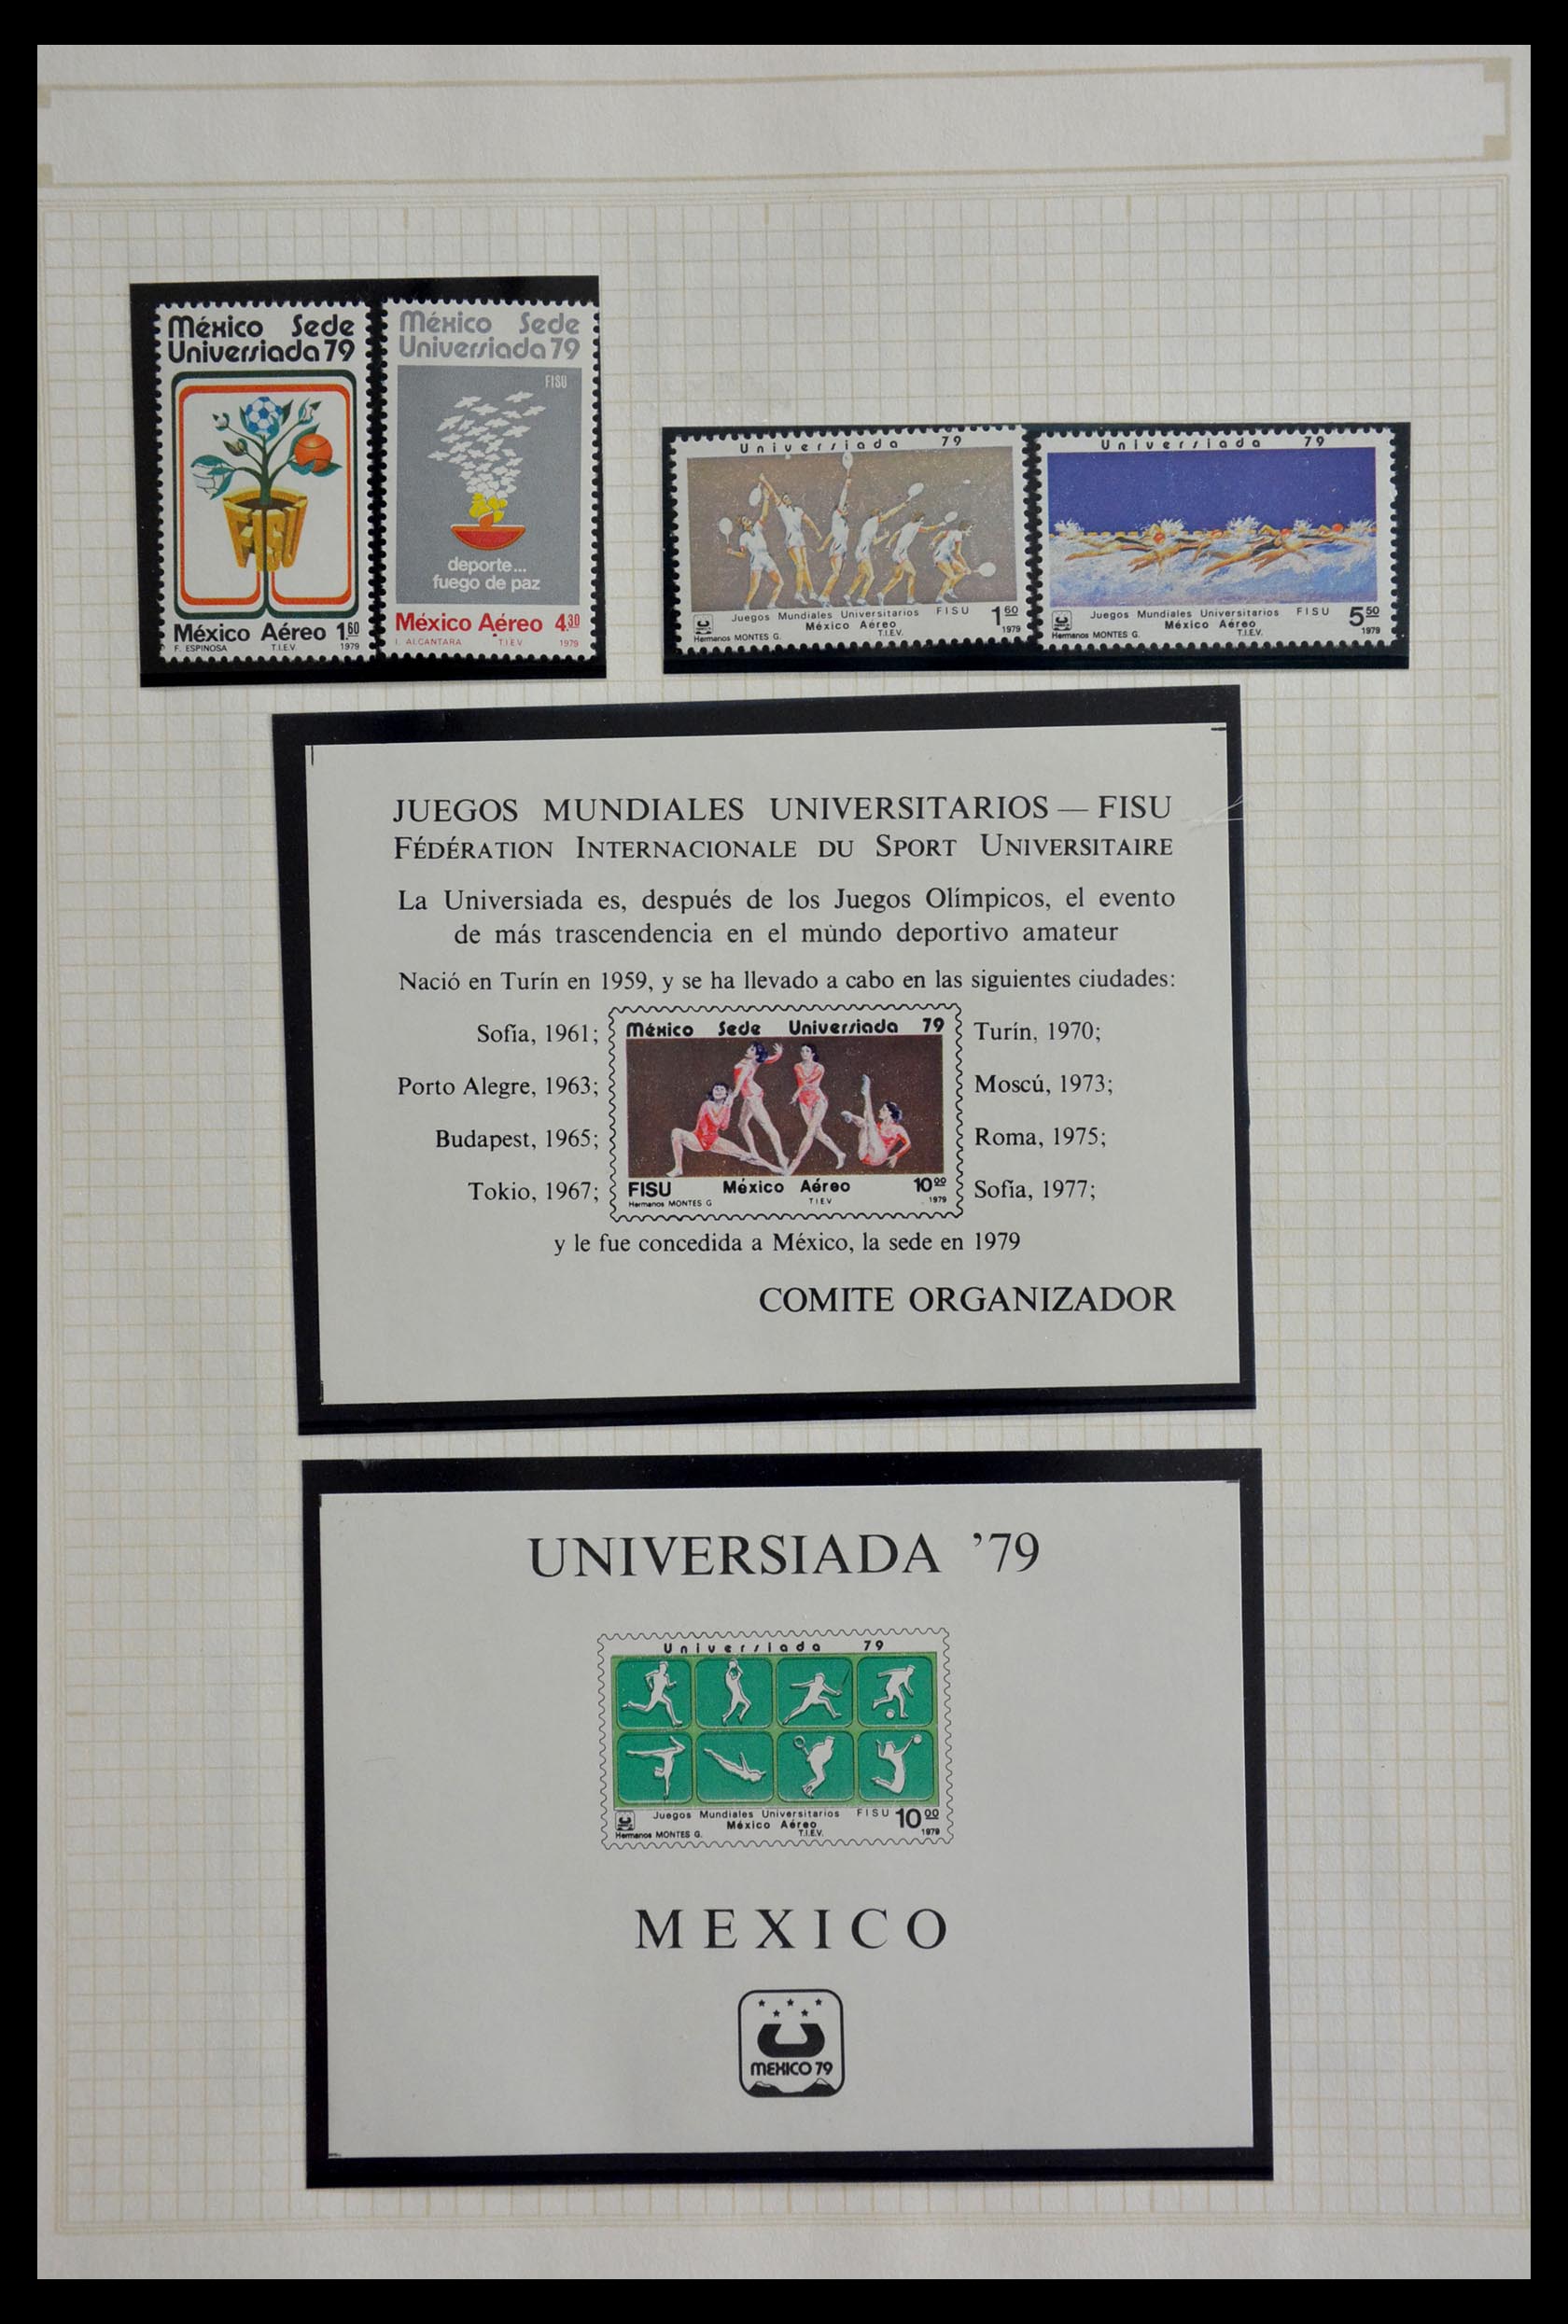 México Sede
Universiada 79
FISU
México Aéreo 1.60
F. ESPINOSA T.I.E.V. 1979
México Sede
Universiada 79
FISU
deporte...
fuego de paz
México Aéreo 4.30
I. ALCANTARA T.I.E.V 1979
Universiada 79
Juegos Mundiales Universitarios FISU 1.60
México Aéreo
Hermanos MONTES G. T.I.E.V. 1979
Universiada 79
Juegos Mundiales Universitarios FISU 5.50
México Aéreo
Hermanos MONTES G. T.I.E.V. 1979
JUEGOS MUNDIALES UNIVERSITARIOS — FISU
FÉDÉRATION INTERNACIONALE DU SPORT UNIVERSITAIRE
La Universiada es, después de los Juegos Olímpicos, el evento
de más trascendencia en el mundo deportivo amateur
Nació en Turín en 1959, y se ha llevado a cabo en las siguientes ciudades:
Sofía, 1961;
Porto Alegre, 1963;
Budapest, 1965;
Tokio, 1967;
México Sede Universiada 79
FISU México Aéreo 10.00
Hermanos MONTES G T I E V 1979
Turín, 1970;
Moscú, 1973;
Roma, 1975;
Sofía, 1977;
y le fue concedida a México, la sede en 1979
COMITE ORGANIZADOR
UNIVERSIADA '79
Universiada 79
Juegos Mundiales Universitarios FISU 10.00
México Aéreo
Hermanos MONTES G. T.I.E.V. 1979
MEXICO
MEXICO 79